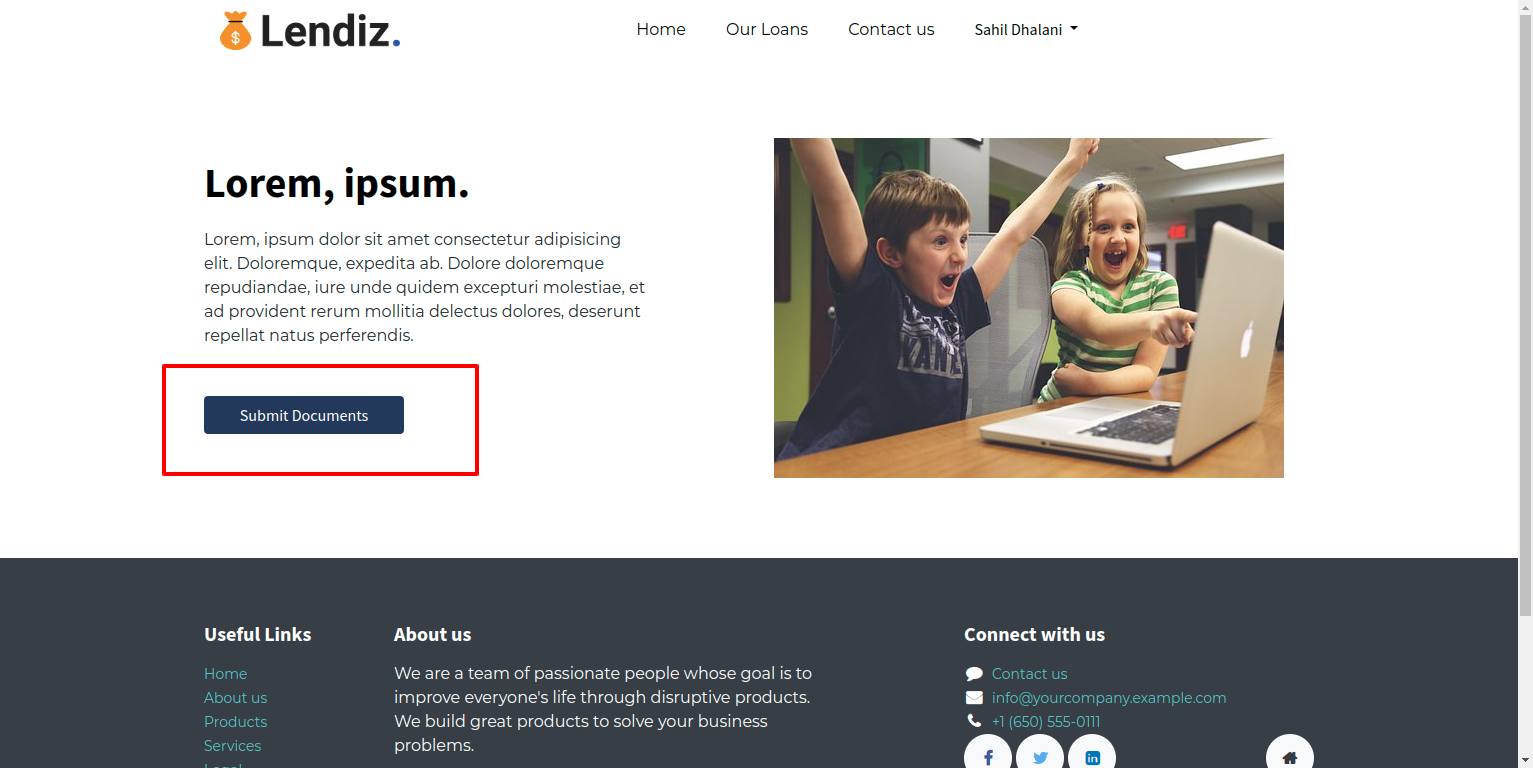 $ Lendiz.
Home Our Loans Contact us Sahil Dhalani
Lorem, ipsum.
Lorem, ipsum dolor sit amet consectetur adipisicing
elit. Doloremque, expedita ab. Dolore doloremque
repudiandae, iure unde quidem excepturi molestiae, et
ad provident rerum mollitia delectus dolores, deserunt
repellat natus perferendis.
Submit Documents
Useful Links
Home
About us
Products
Services
Legal
About us
We are a team of passionate people whose goal is to
improve everyone's life through disruptive products.
We build great products to solve your business
problems.
Connect with us
Contact us
info@yourcompany.example.com
+1 (650) 555-0111